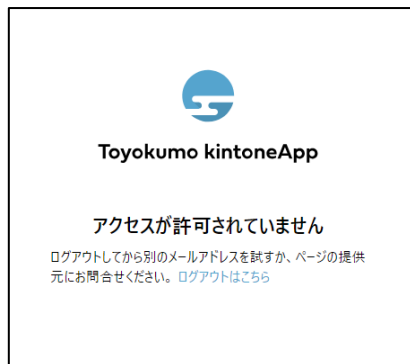 Toyokumo kintoneApp
アクセスが許可されていません
ログアウトしてから別のメールアドレスを試すか、ページの提供
元にお問合せください。ログアウトはこちら